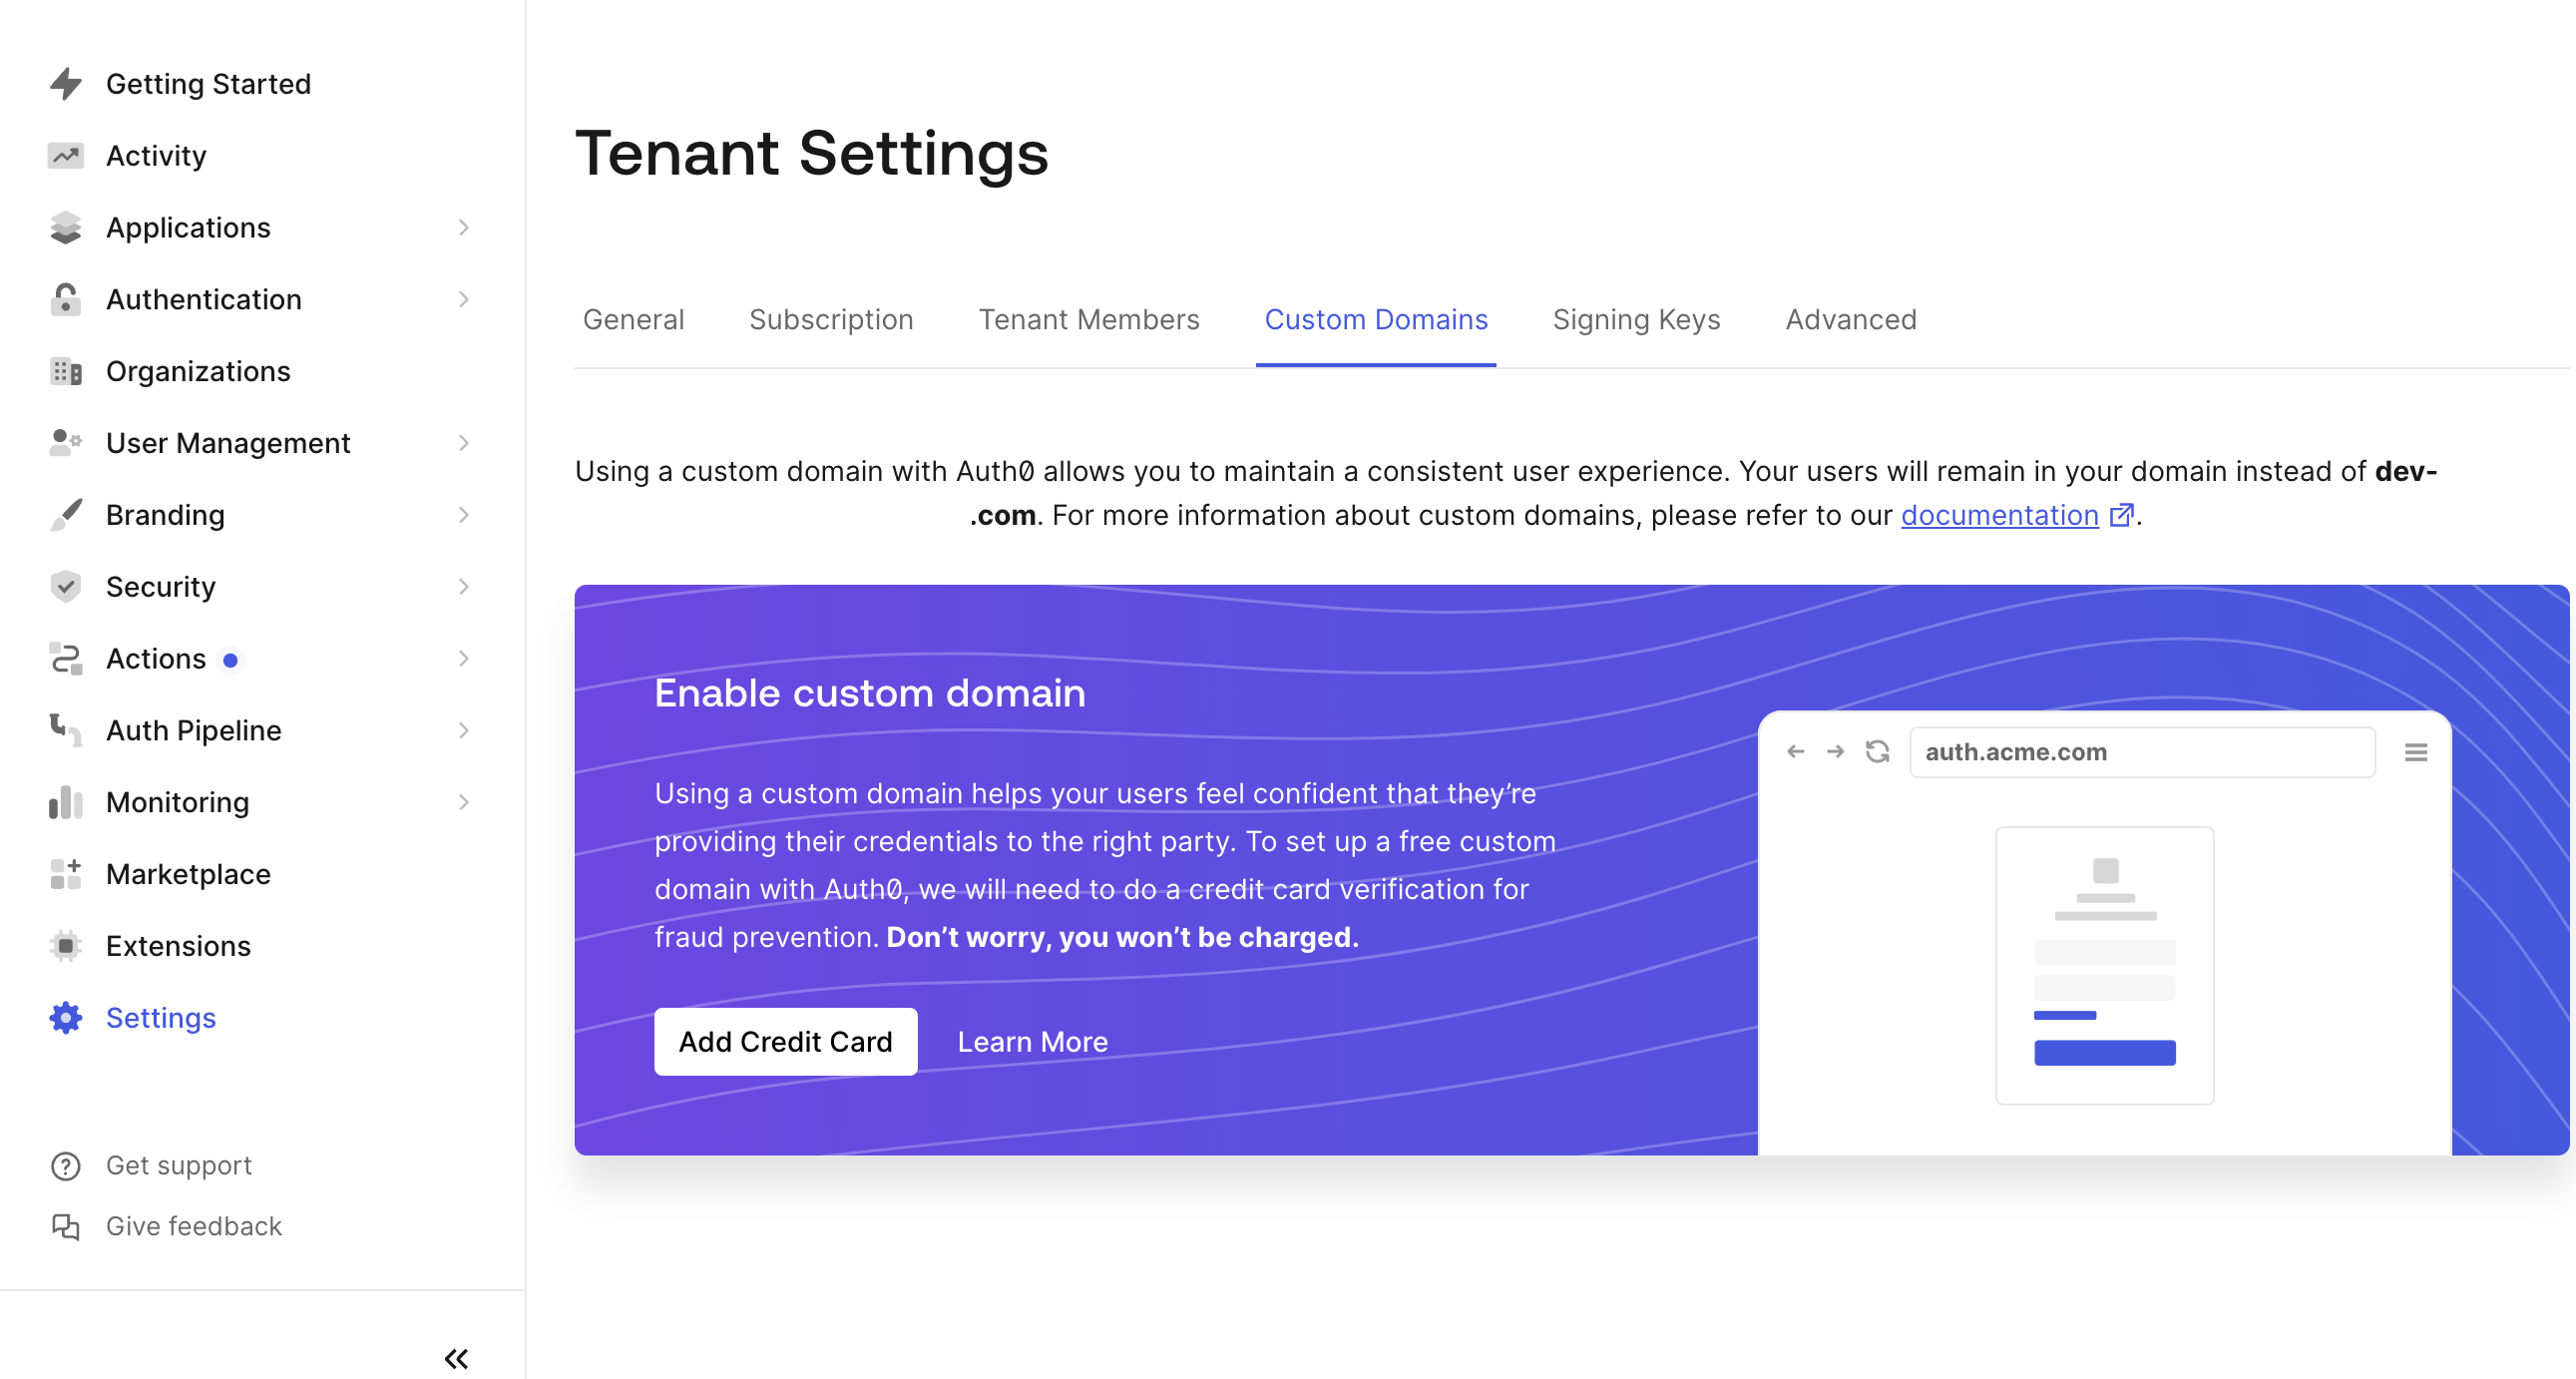 Getting Started
Activity
Applications
Authentication
Organizations
User Management
Branding
Security
Actions
Auth Pipeline
Monitoring
Marketplace
Extensions
Settings
Get support
Give feedback
Tenant Settings
General Subscription Tenant Members Custom Domains Signing Keys Advanced
Using a custom domain with Auth0 allows you to maintain a consistent user experience. Your users will remain in your domain instead of dev-
.com. For more information about custom domains, please refer to our documentation.
Enable custom domain
Using a custom domain helps your users feel confident that they’re
providing their credentials to the right party. To set up a free custom
domain with Auth0, we will need to do a credit card verification for
fraud prevention. Don’t worry, you won’t be charged.
Add Credit Card Learn More
auth.acme.com